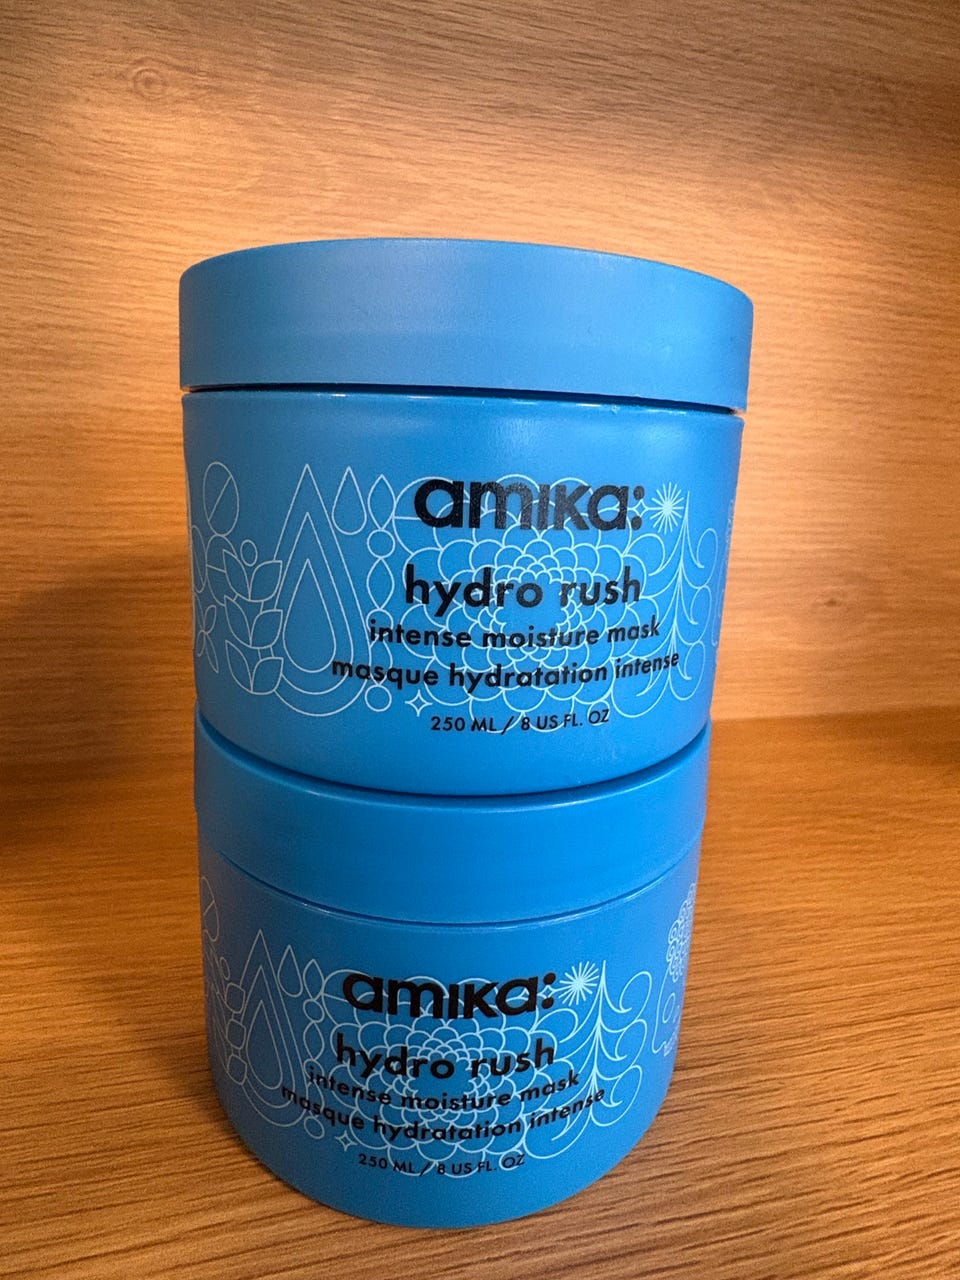 amika:
hydro rush
intense moisture mask
masque hydratation intense
250 ML / 8 US FL. OZ
amika:
hydro rush
intense moisture mask
masque hydratation intense
250 ML / 8 US FL. OZ